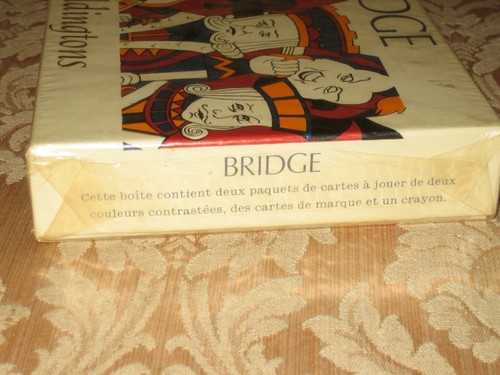 BRIDGE
Cette boîte contient deux paquets de cartes à jouer de deux
couleurs contrastées, des cartes de marque et un crayon.